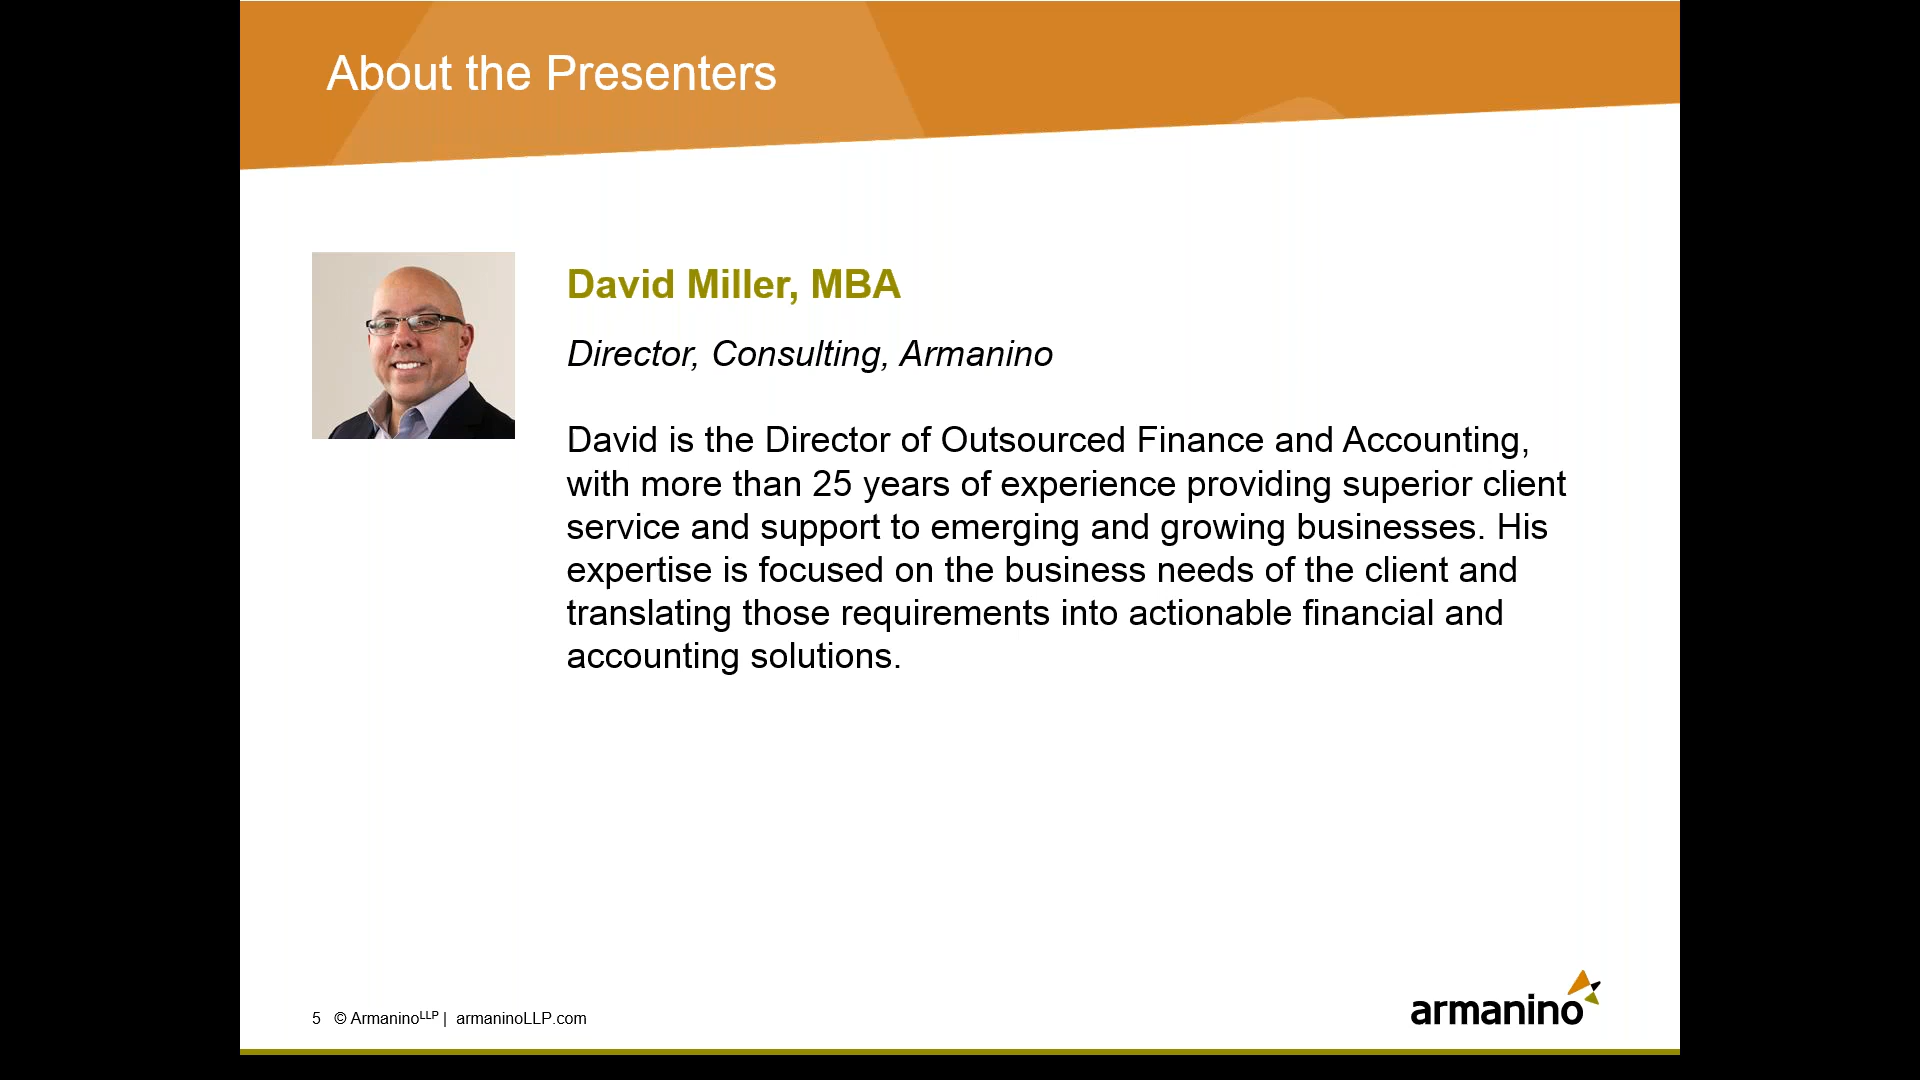 About the Presenters
David Miller, MBA
Director, Consulting, Armanino
David is the Director of Outsourced Finance and Accounting,
with more than 25 years of experience providing superior client
service and support to emerging and growing businesses. His
expertise is focused on the business needs of the client and
translating those requirements into actionable financial and
accounting solutions.
5 © ArmaninoLLP | armaninoLLP.com
armanino